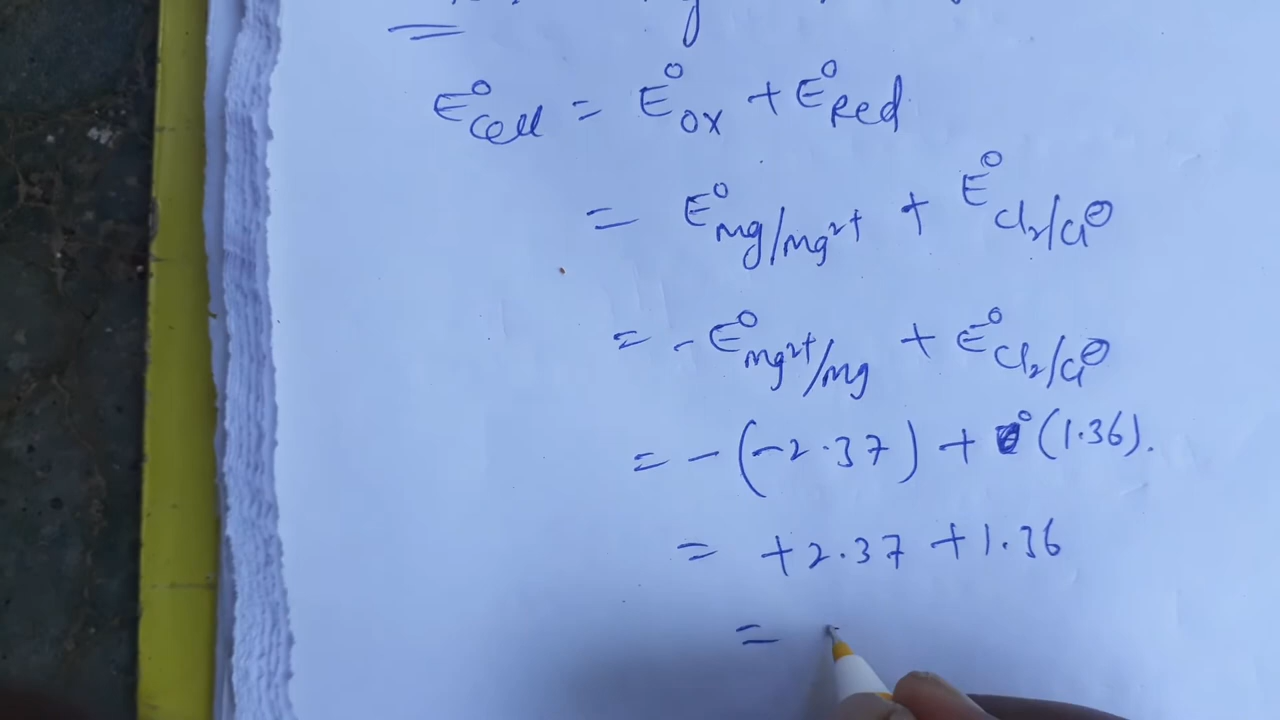 E°cell = E°ox + E°Red
= E°mg/mg²⁺ + E°Cl₂/Cl⊖
= - E°mg²⁺/mg + E°Cl₂/Cl⊖
= - (-2.37) + (1.36).
= +2.37 +1.36
=